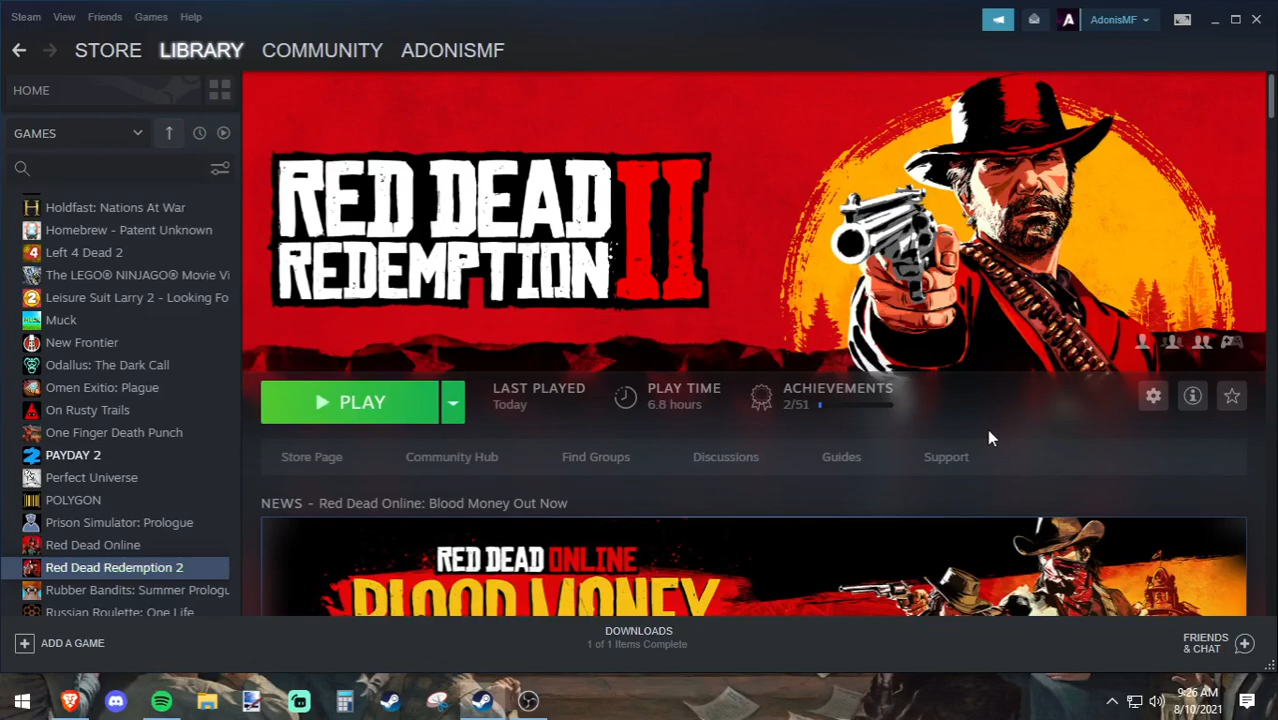 Steam View Friends Games Help
AdonisMF
STORE LIBRARY COMMUNITY ADONISMF
HOME
GAMES
Holdfast: Nations At War
Homebrew - Patent Unknown
Left 4 Dead 2
The LEGO® NINJAGO® Movie Vi
Leisure Suit Larry 2 - Looking Fo
Muck
New Frontier
Odallus: The Dark Call
Omen Exitio: Plague
On Rusty Trails
One Finger Death Punch
PAYDAY 2
Perfect Universe
POLYGON
Prison Simulator: Prologue
Red Dead Online
Red Dead Redemption 2
Rubber Bandits: Summer Prologu
Russian Roulette: One Life
RED DEAD
REDEMPTION II
PLAY
LAST PLAYED
Today
PLAY TIME
6.8 hours
ACHIEVEMENTS
2/51
Store Page Community Hub Find Groups Discussions Guides Support
NEWS - Red Dead Online: Blood Money Out Now
RED DEAD ONLINE
BLOOD MONEY
ADD A GAME
DOWNLOADS
1 of 1 Items Complete
FRIENDS
& CHAT
9:26 AM
8/10/2021